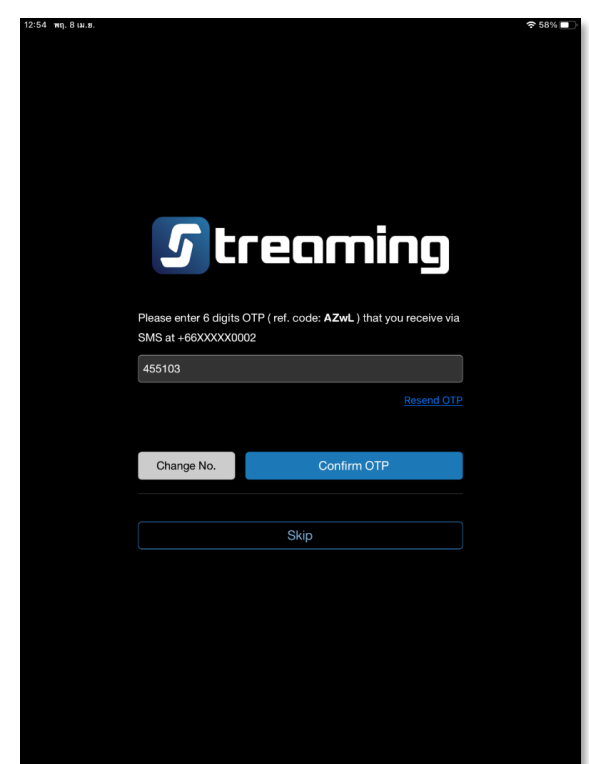 12:54 พฤ. 8 เม.ย. 58%
Streaming
Please enter 6 digits OTP ( ref. code: AZwL ) that you receive via
SMS at +66XXXXX0002
455103
Resend OTP
Change No. Confirm OTP
Skip